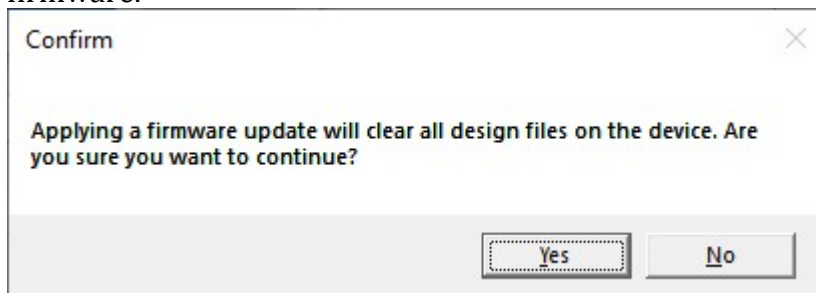 firmware.
Confirm
Applying a firmware update will clear all design files on the device. Are
you sure you want to continue?
Yes
No